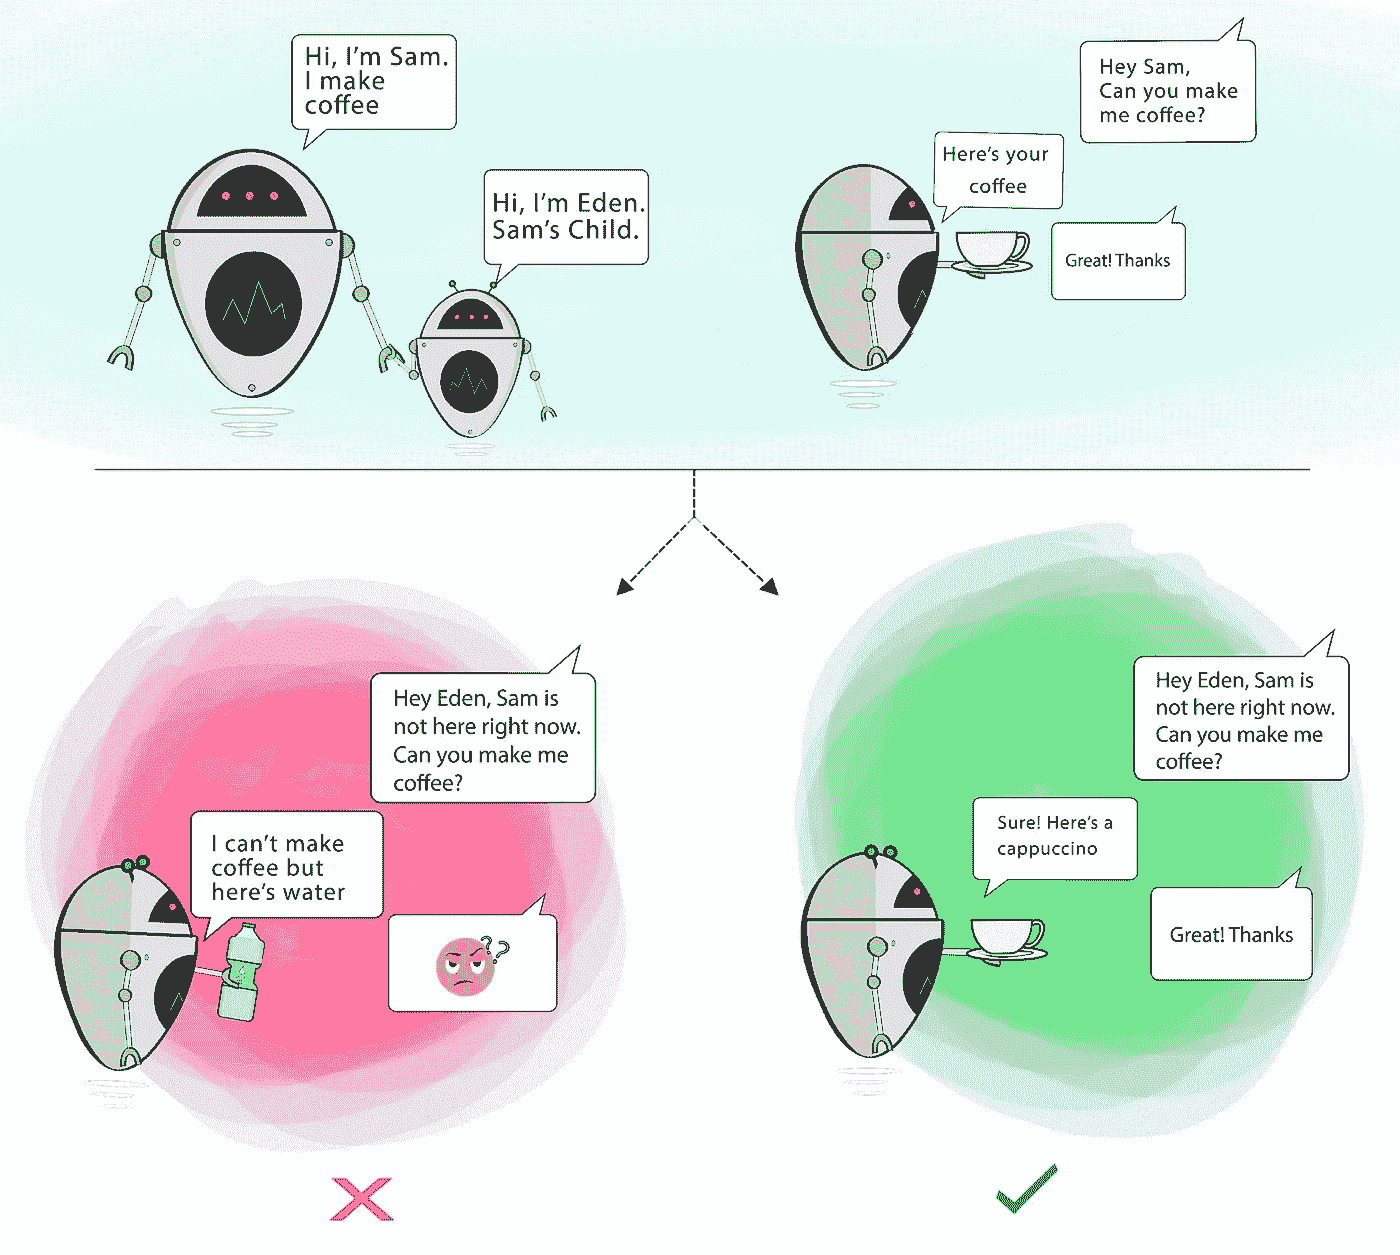 Hi, I'm Sam.
I make
coffee
Hi, I'm Eden.
Sam's Child.
Hey Sam,
Can you make
me coffee?
Here's your
coffee
Great! Thanks
Hey Eden, Sam is
not here right now.
Can you make me
coffee?
I can't make
coffee but
here's water
??
Hey Eden, Sam is
not here right now.
Can you make me
coffee?
Sure! Here's a
cappuccino
Great! Thanks